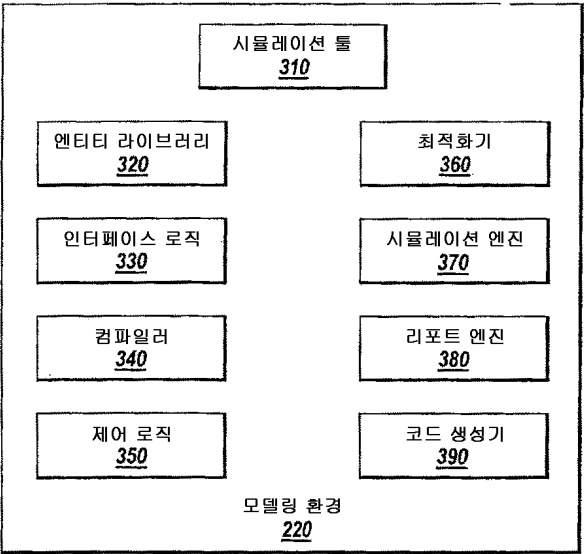 시뮬레이션 툴
310
엔티티 라이브러리
320
인터페이스 로직
330
컴파일러
340
제어 로직
350
최적화기
360
시뮬레이션 엔진
370
리포트 엔진
380
코드 생성기
390
모델링 환경
220